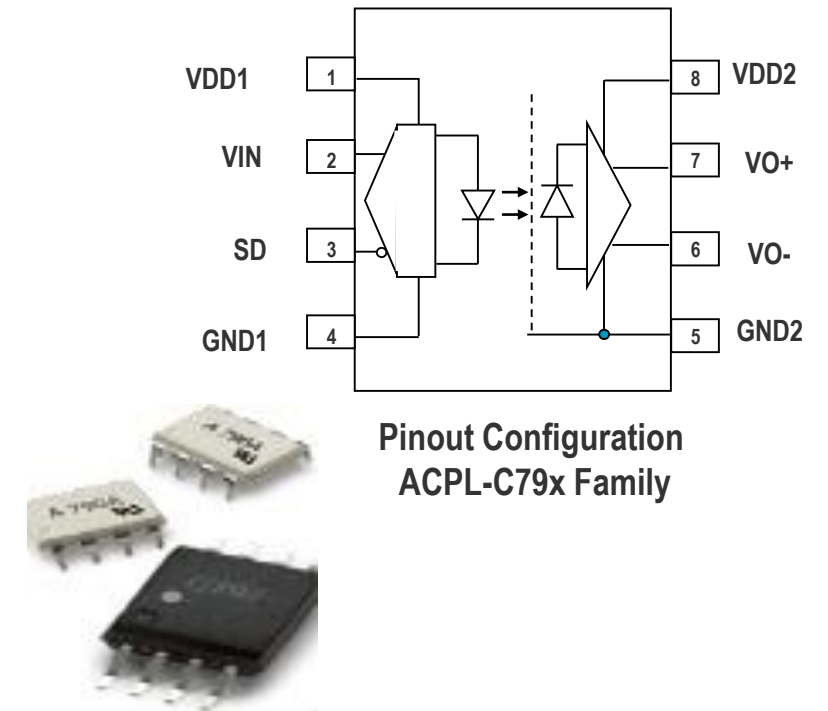 VDD1
1
8
VDD2
VIN
2
7
VO+
SD
3
6
VO-
GND1
4
5
GND2
Pinout Configuration
ACPL-C79x Family
A 790A